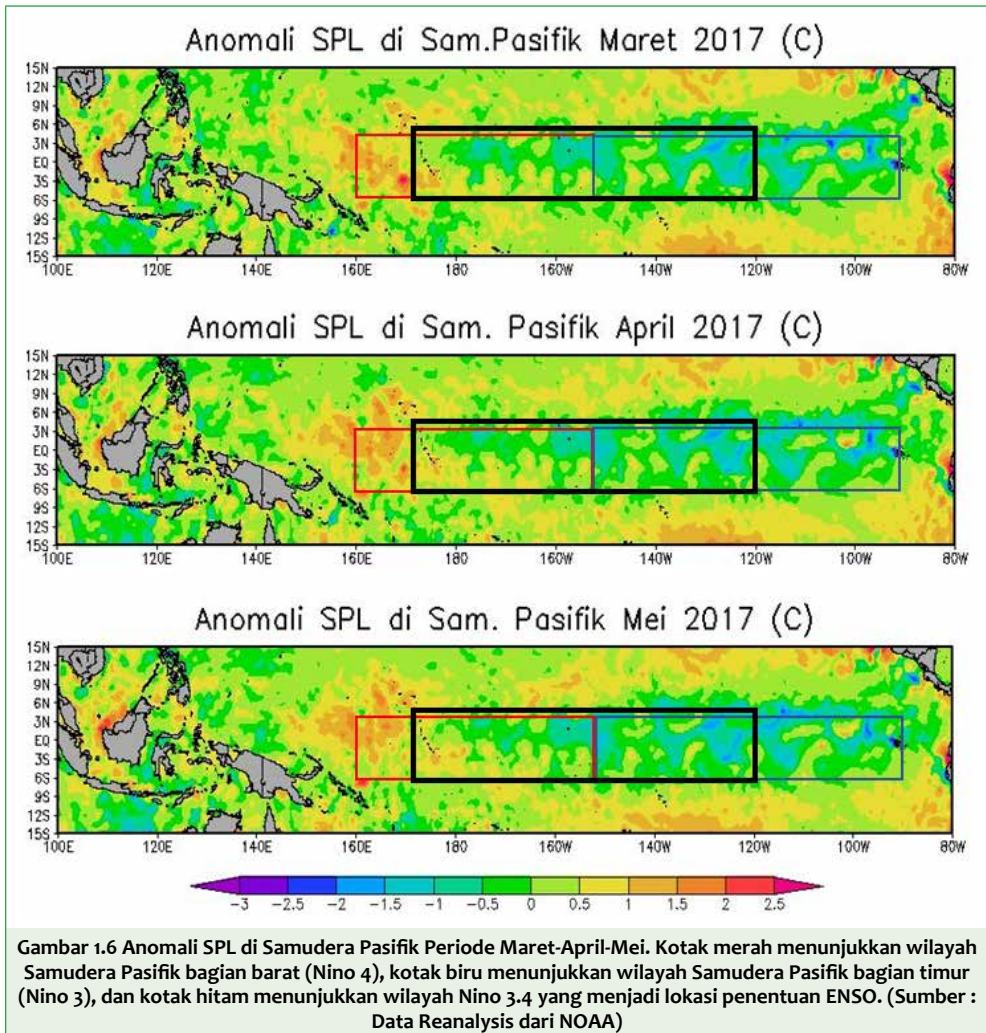 Anomali SPL di Sam.Pasifik Maret 2017 (C)
15N
12N
9N
6N
3N
EQ
3S
6S
9S
12S
15S
100E 120E 140E 160E 180 160W 140W 120W 100W 80W
Anomali SPL di Sam. Pasifik April 2017 (C)
15N
12N
9N
6N
3N
EQ
3S
6S
9S
12S
15S
100E 120E 140E 160E 180 160W 140W 120W 100W 80W
Anomali SPL di Sam. Pasifik Mei 2017 (C)
15N
12N
9N
6N
3N
EQ
3S
6S
9S
12S
15S
100E 120E 140E 160E 180 160W 140W 120W 100W 80W
-3 -2.5 -2 -1.5 -1 -0.5 0 0.5 1 1.5 2 2.5
Gambar 1.6 Anomali SPL di Samudera Pasifik Periode Maret-April-Mei. Kotak merah menunjukkan wilayah
Samudera Pasifik bagian barat (Nino 4), kotak biru menunjukkan wilayah Samudera Pasifik bagian timur
(Nino 3), dan kotak hitam menunjukkan wilayah Nino 3.4 yang menjadi lokasi penentuan ENSO. (Sumber :
Data Reanalysis dari NOAA)